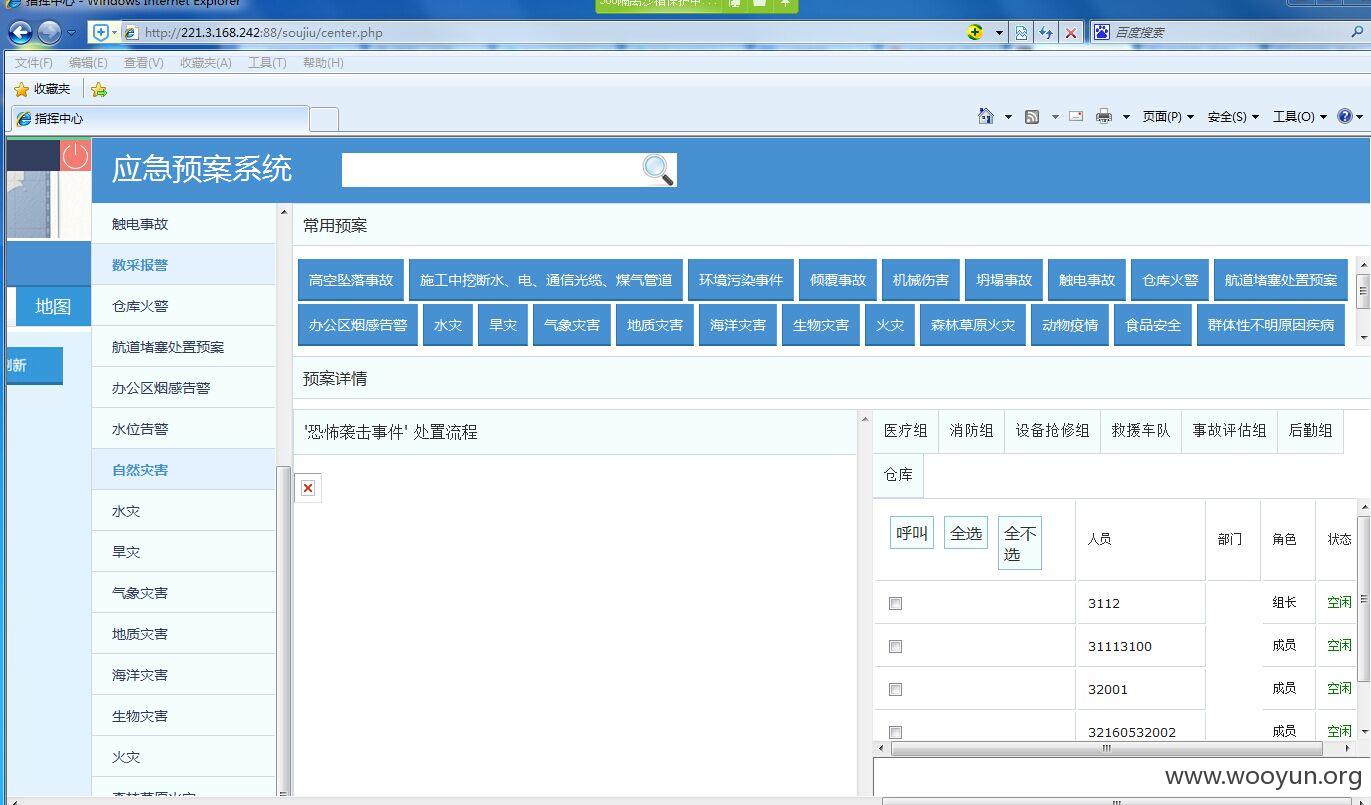 指挥中心 - Windows Internet Explorer
http://221.3.168.242:88/soujiu/center.php
百度搜索
文件(F) 编辑(E) 查看(V) 收藏夹(A) 工具(T) 帮助(H)
收藏夹
指挥中心
页面(P) 安全(S) 工具(O)
应急预案系统
地图
触电事故
数采报警
仓库火警
航道堵塞处置预案
办公区烟感告警
水位告警
自然灾害
水灾
旱灾
气象灾害
地质灾害
海洋灾害
生物灾害
火灾
森林草原火灾
常用预案
高空坠落事故 施工中挖断水、电、通信光缆、煤气管道 环境污染事件 倾覆事故 机械伤害 坍塌事故 触电事故 仓库火警 航道堵塞处置预案
办公区烟感告警 水灾 旱灾 气象灾害 地质灾害 海洋灾害 生物灾害 火灾 森林草原火灾 动物疫情 食品安全 群体性不明原因疾病
预案详情
'恐怖袭击事件' 处置流程
医疗组 消防组 设备抢修组 救援车队 事故评估组 后勤组
仓库
呼叫 全选 全不选 人员 部门 角色 状态
3112 组长 空闲
31113100 成员 空闲
32001 成员 空闲
32160532002 成员 空闲
www.wooyun.org